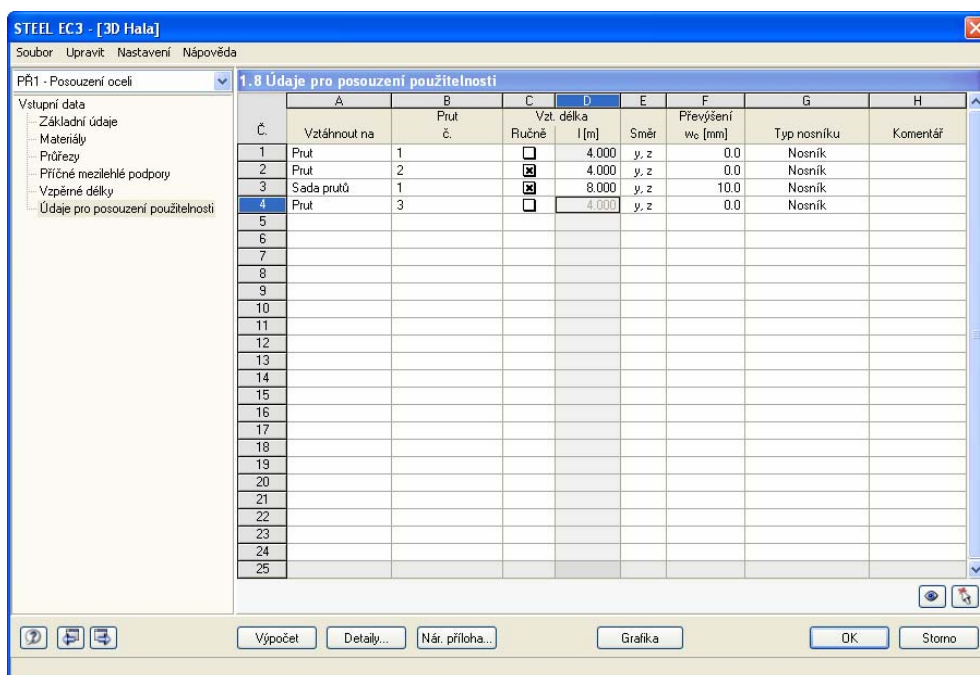 STEEL EC3 - [3D Hala]
Soubor Upravit Nastavení Nápověda
PŘ1 - Posouzení oceli
Vstupní data
Základní údaje
Materiály
Průřezy
Příčné mezilehlé podpory
Vzpěrné délky
Údaje pro posouzení použitelnosti
1.8 Údaje pro posouzení použitelnosti
A B C D E F G H
Prut Vzt. délka Převýšení
Č. Vztáhnout na č. Ručně l [m] Směr wc [mm] Typ nosníku Komentář
1 Prut 1 4.000 y, z 0.0 Nosník
2 Prut 2 4.000 y, z 0.0 Nosník
3 Sada prutů 1 8.000 y, z 10.0 Nosník
4 Prut 3 4.000 y, z 0.0 Nosník
5
6
7
8
9
10
11
12
13
14
15
16
17
18
19
20
21
22
23
24
25
Výpočet Detaily... Nár. příloha... Grafika OK Storno